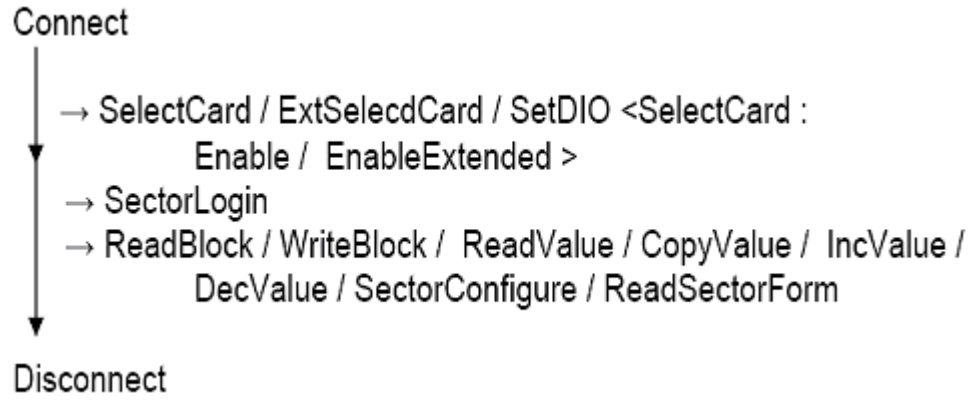 Connect
→ SelectCard / ExtSelecdCard / SetDIO <SelectCard :
Enable / EnableExtended >
→ SectorLogin
→ ReadBlock / WriteBlock / ReadValue / CopyValue / IncValue /
DecValue / SectorConfigure / ReadSectorForm
Disconnect